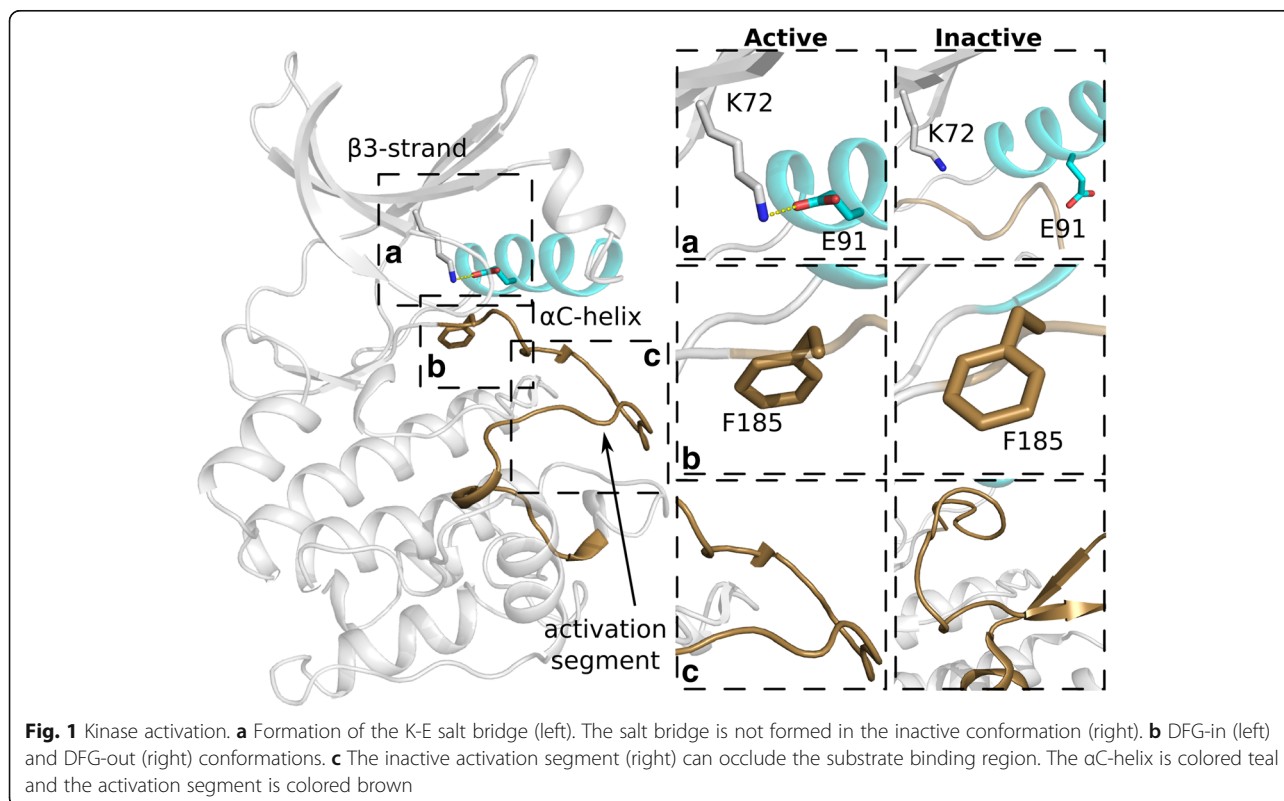 Active
Inactive
β3-strand
a
αC-helix
b
c
activation
segment
K72
E91
a
K72
E91
F185
b
F185
c
Fig. 1 Kinase activation. a Formation of the K-E salt bridge (left). The salt bridge is not formed in the inactive conformation (right). b DFG-in (left)
and DFG-out (right) conformations. c The inactive activation segment (right) can occlude the substrate binding region. The αC-helix is colored teal
and the activation segment is colored brown